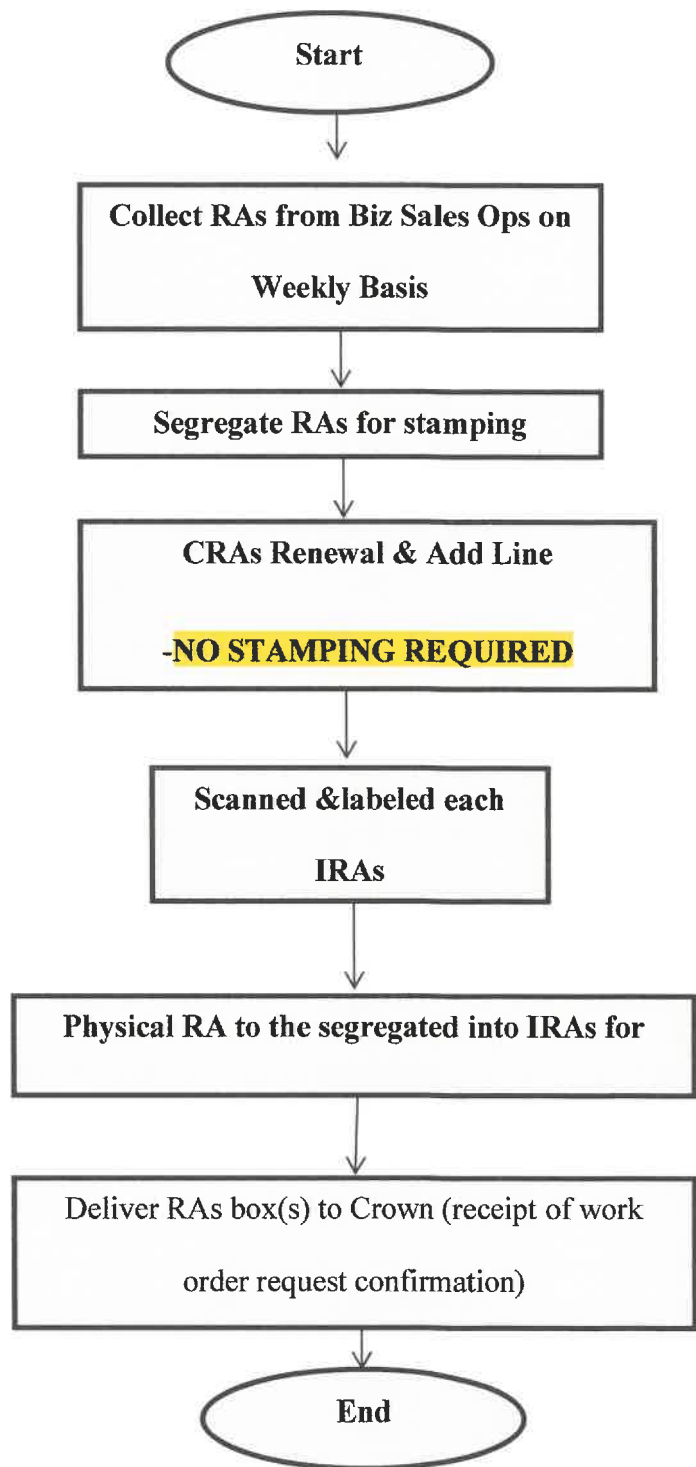 Start
Collect RAs from Biz Sales Ops on
Weekly Basis
Segregate RAs for stamping
CRAs Renewal & Add Line
-NO STAMPING REQUIRED
Scanned &labeled each
IRAs
Physical RA to the segregated into IRAs for
Deliver RAs box(s) to Crown (receipt of work
order request confirmation)
End